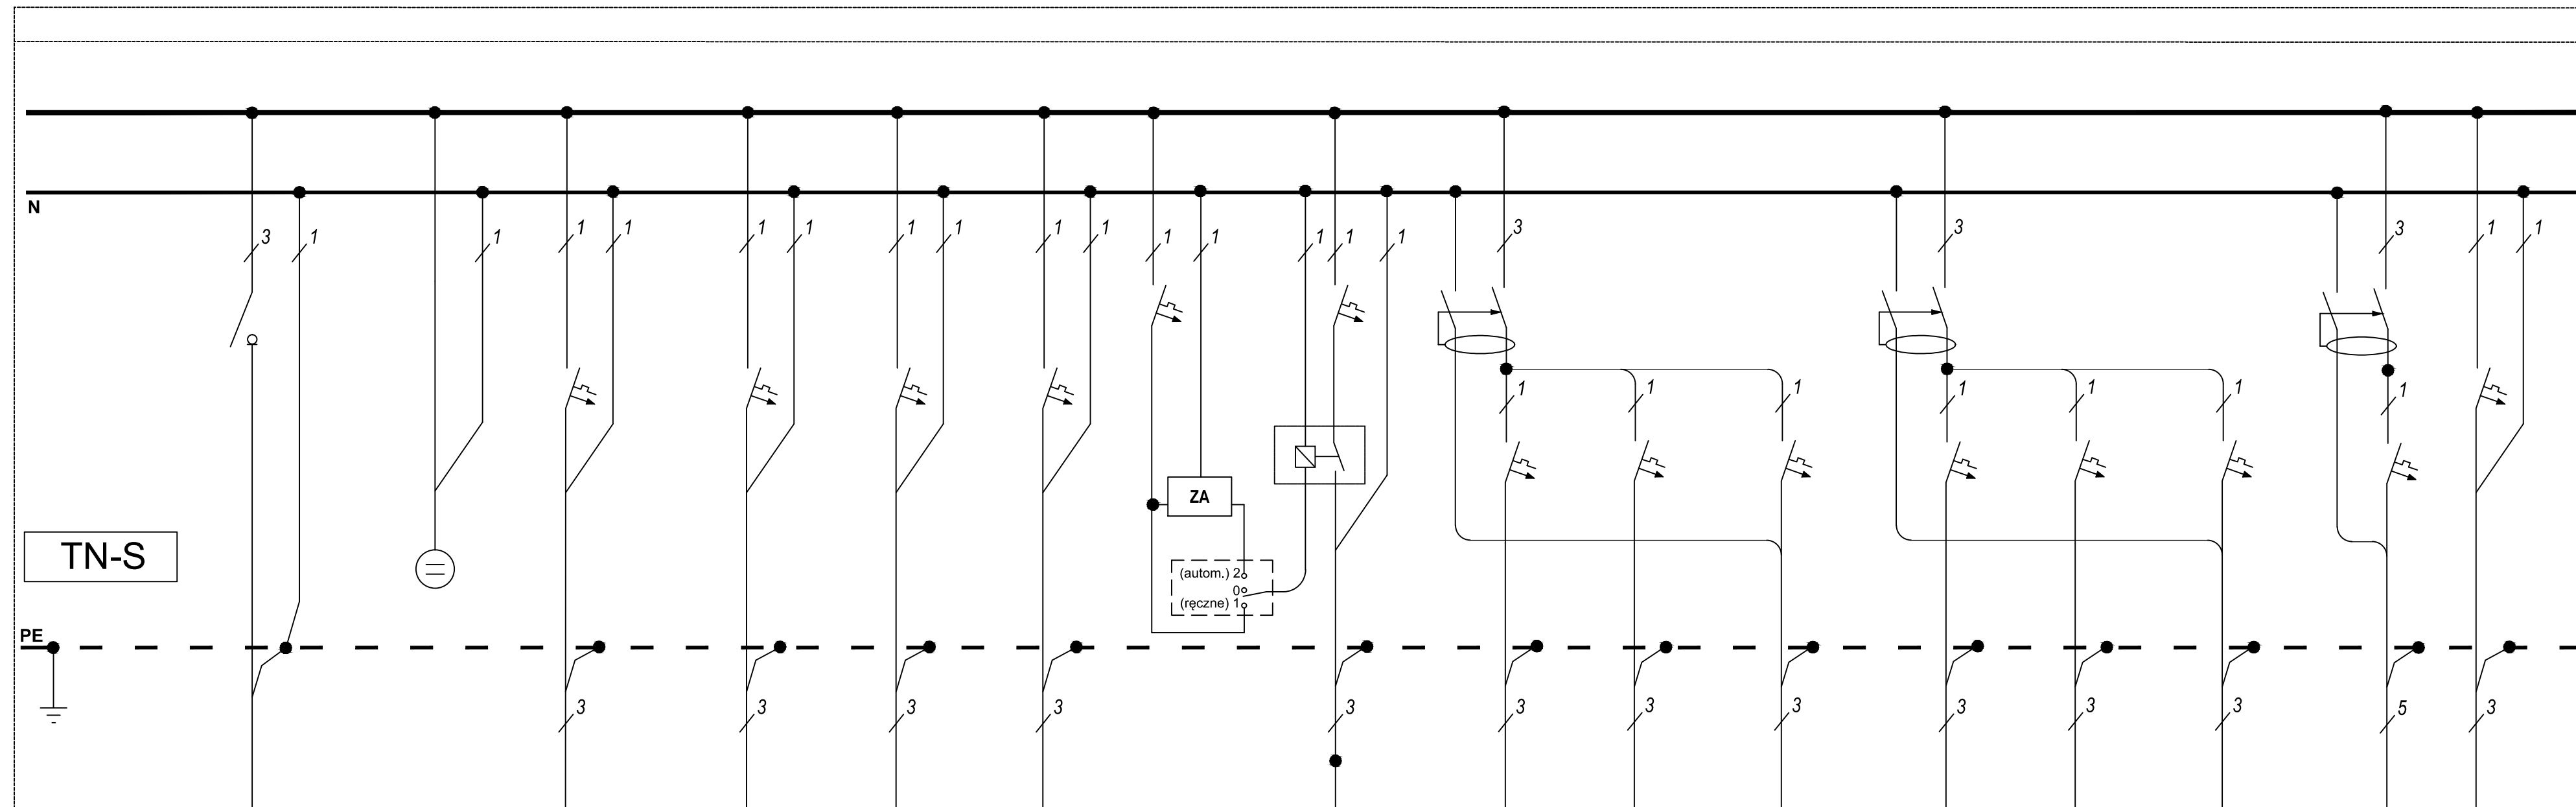 N
3 1 1 1 1 1 1 1 1 1 1 1 1 1 1 1 3 3 3 1 1
1 1 1 1 1 1 1
ZA
TN-S
(autom.) 2
0
(ręczne) 1
PE
3 3 3 3 3 3 3 3 3 3 3 5 3